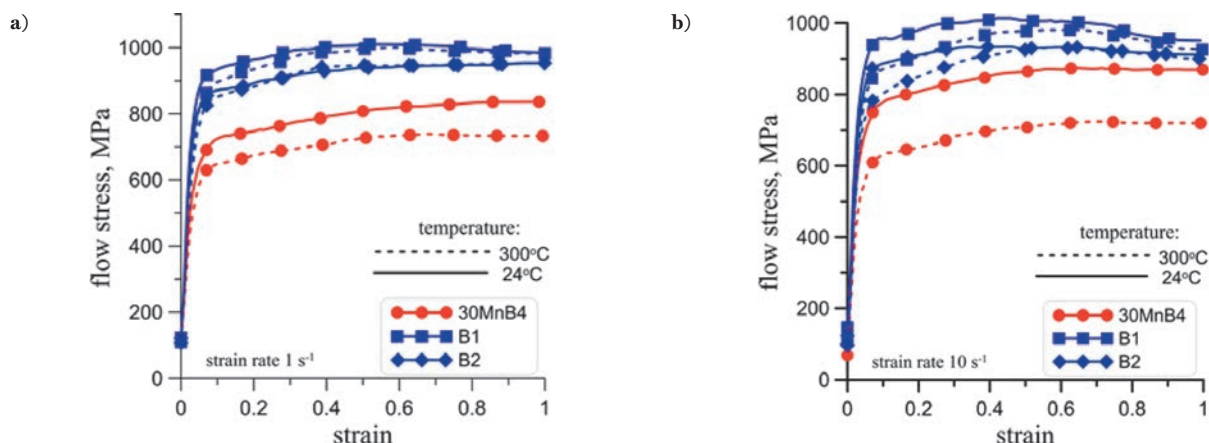 a)
flow stress, MPa
1000
800
600
400
200
0
0 0.2 0.4 0.6 0.8 1
strain
temperature:
300°C
24°C
30MnB4
B1
B2
strain rate 1 s⁻¹
b)
flow stress, MPa
1000
800
600
400
200
0
0 0.2 0.4 0.6 0.8 1
strain
temperature:
300°C
24°C
30MnB4
B1
B2
strain rate 10 s⁻¹